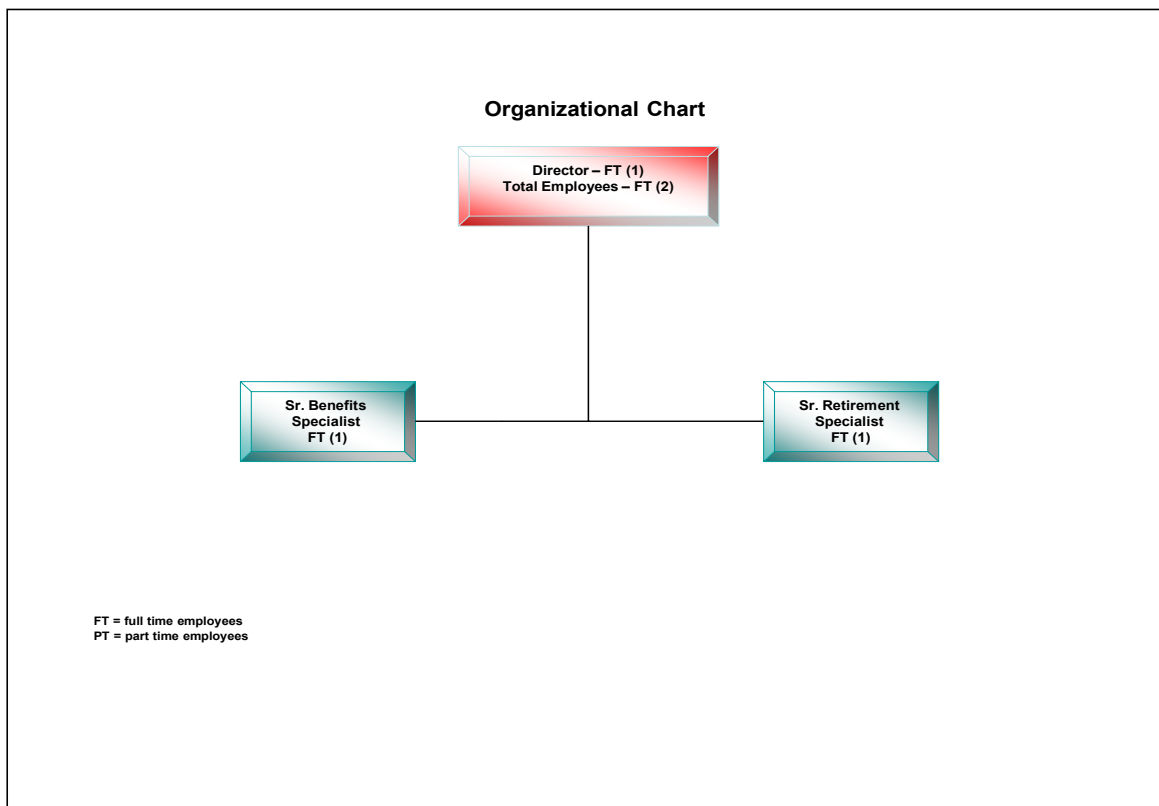 Organizational Chart
Director – FT (1)
Total Employees – FT (2)
Sr. Benefits
Specialist
FT (1)
Sr. Retirement
Specialist
FT (1)
FT = full time employees
PT = part time employees